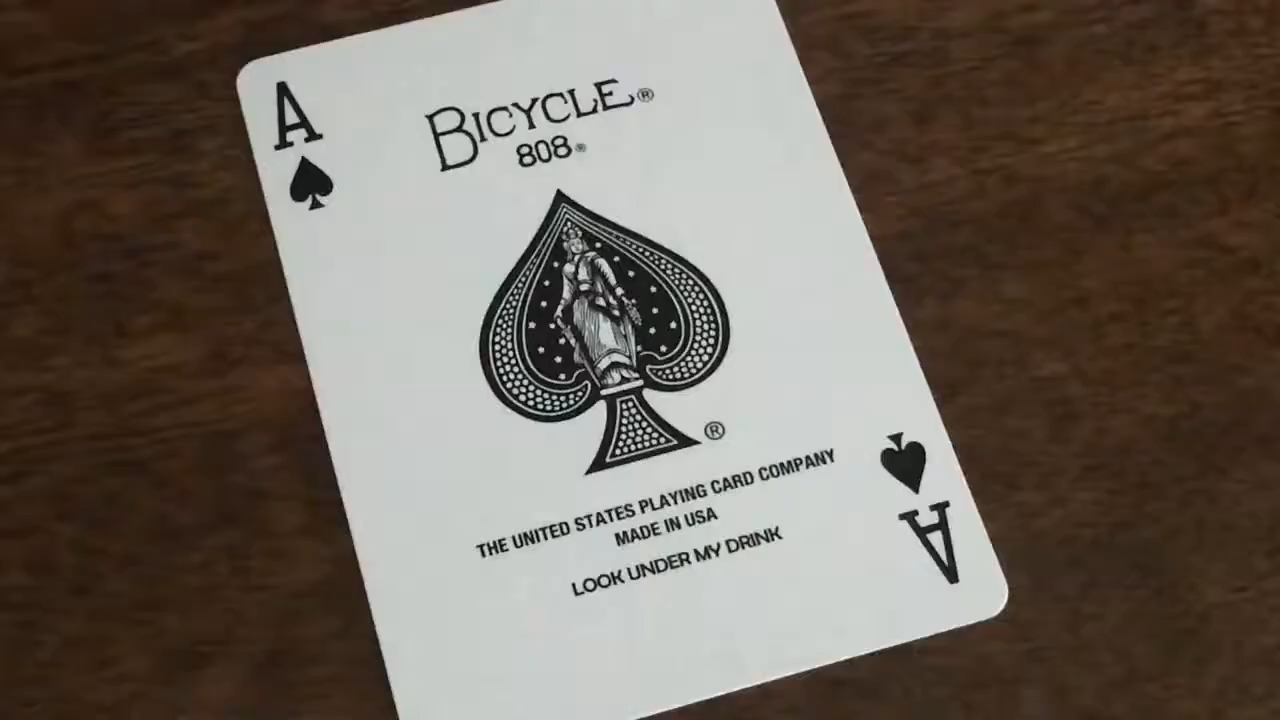 A
BICYCLE®
808®
®
THE UNITED STATES PLAYING CARD COMPANY
MADE IN USA
LOOK UNDER MY DRINK
A